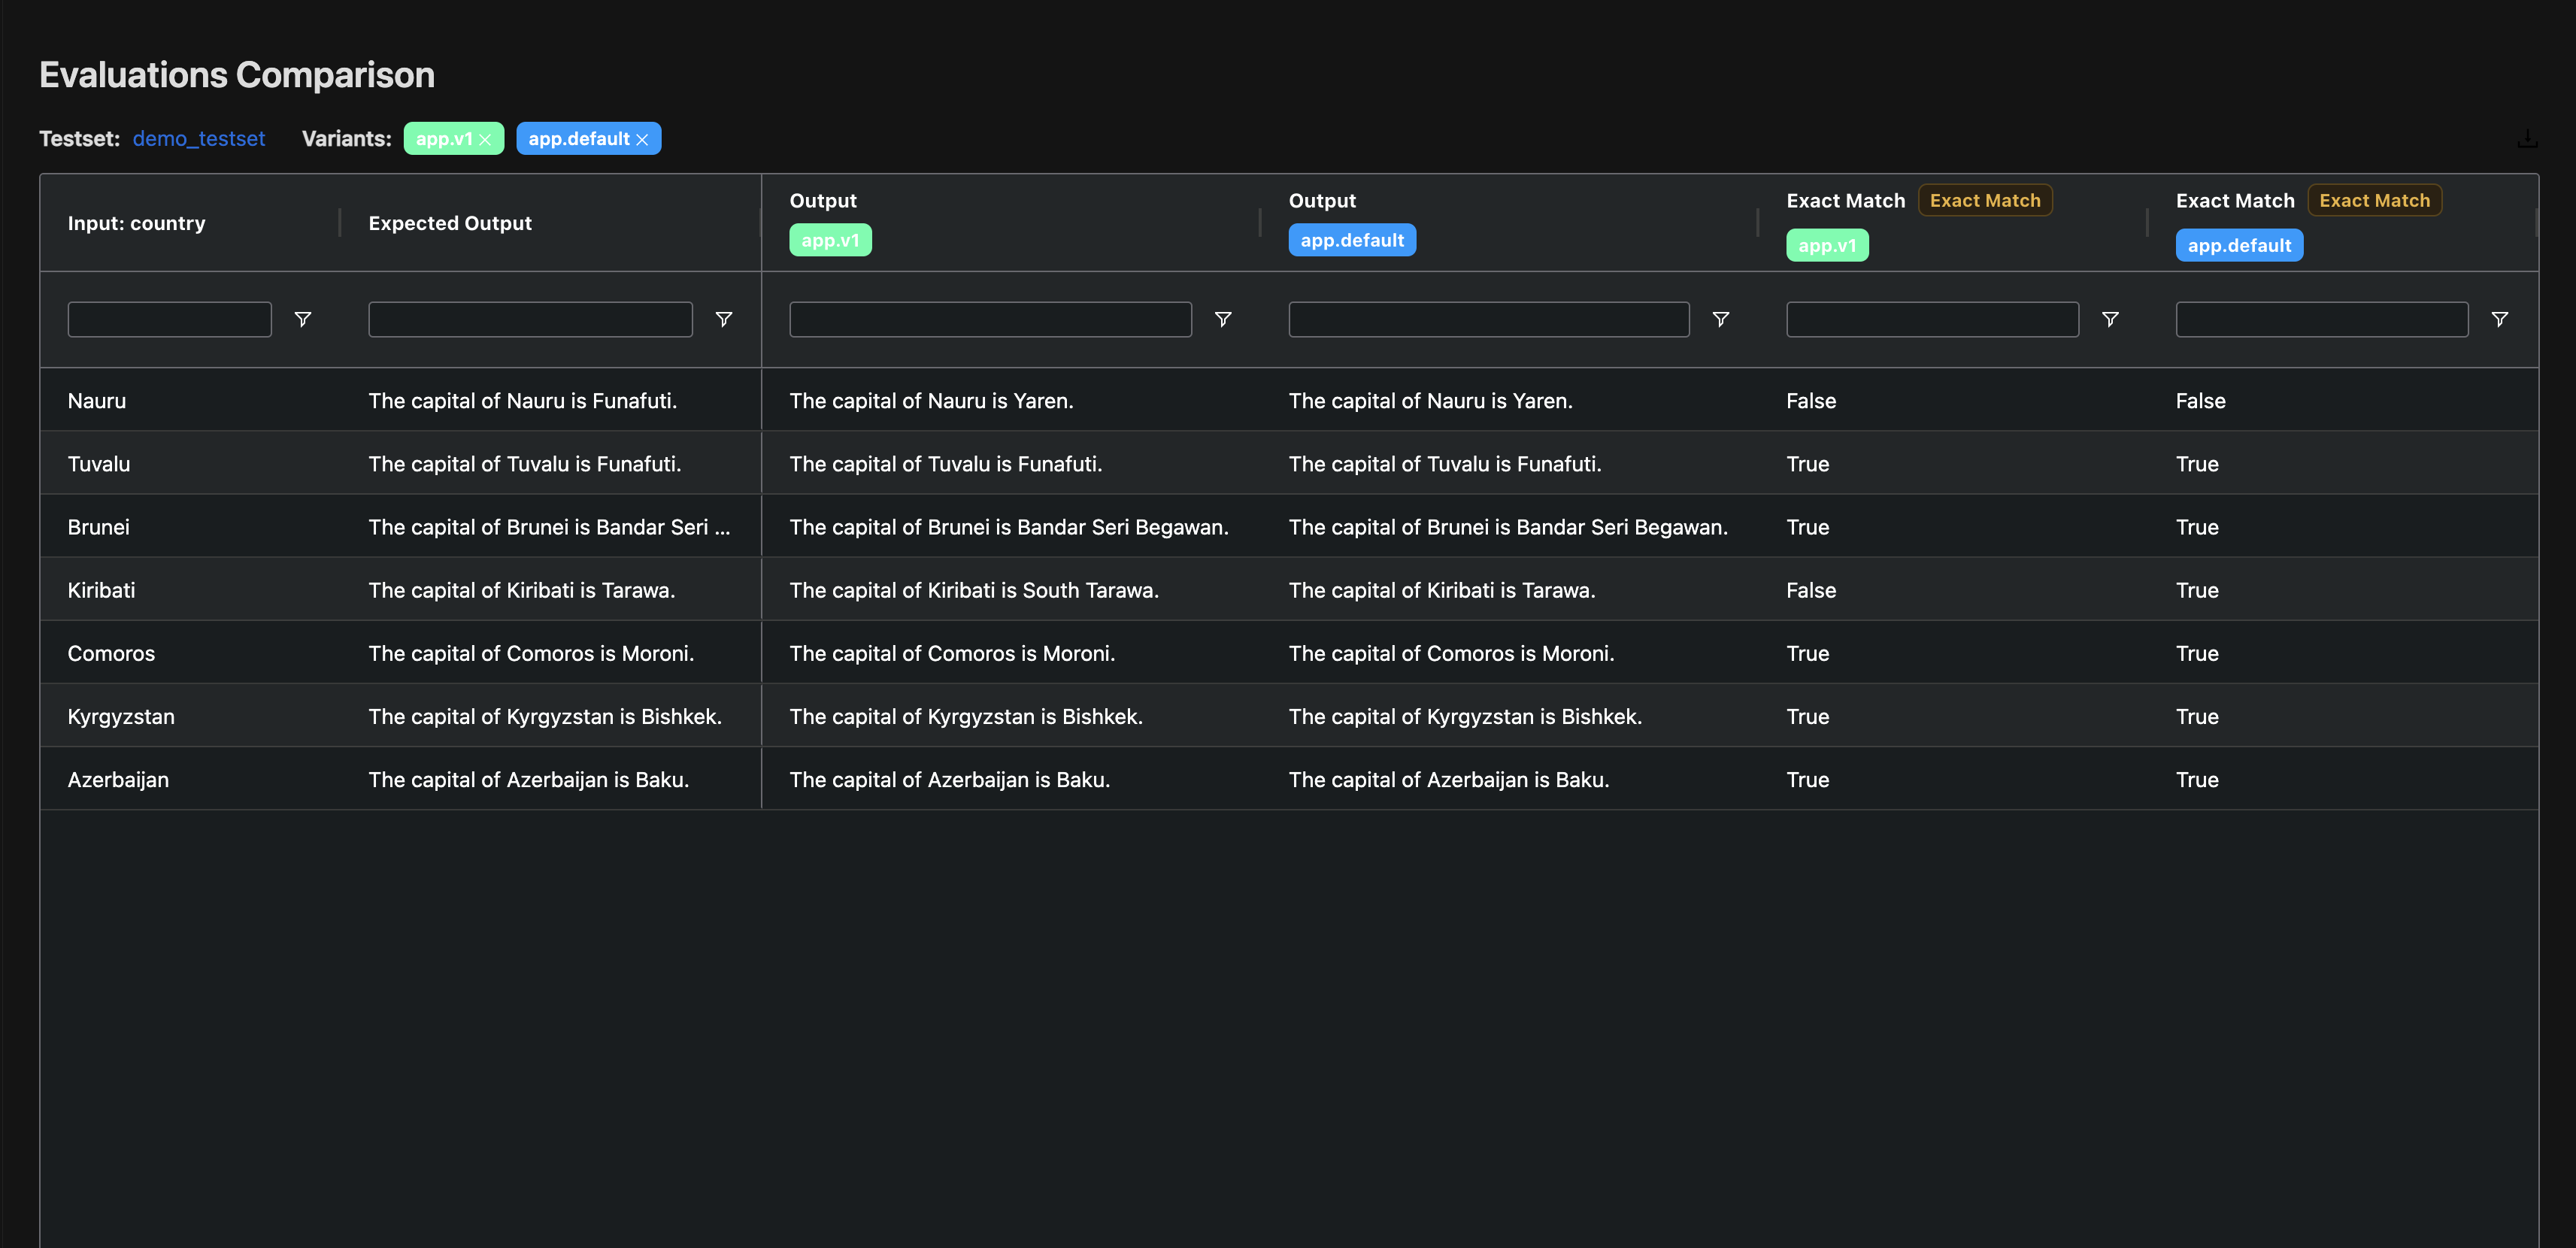 Evaluations Comparison
Testset: demo_testset Variants: app.v1 app.default
Input: country Expected Output Output app.v1 Output app.default Exact Match Exact Match app.v1 Exact Match Exact Match app.default
Nauru The capital of Nauru is Funafuti. The capital of Nauru is Yaren. The capital of Nauru is Yaren. False False
Tuvalu The capital of Tuvalu is Funafuti. The capital of Tuvalu is Funafuti. The capital of Tuvalu is Funafuti. True True
Brunei The capital of Brunei is Bandar Seri ... The capital of Brunei is Bandar Seri Begawan. The capital of Brunei is Bandar Seri Begawan. True True
Kiribati The capital of Kiribati is Tarawa. The capital of Kiribati is South Tarawa. The capital of Kiribati is Tarawa. False True
Comoros The capital of Comoros is Moroni. The capital of Comoros is Moroni. The capital of Comoros is Moroni. True True
Kyrgyzstan The capital of Kyrgyzstan is Bishkek. The capital of Kyrgyzstan is Bishkek. The capital of Kyrgyzstan is Bishkek. True True
Azerbaijan The capital of Azerbaijan is Baku. The capital of Azerbaijan is Baku. The capital of Azerbaijan is Baku. True True